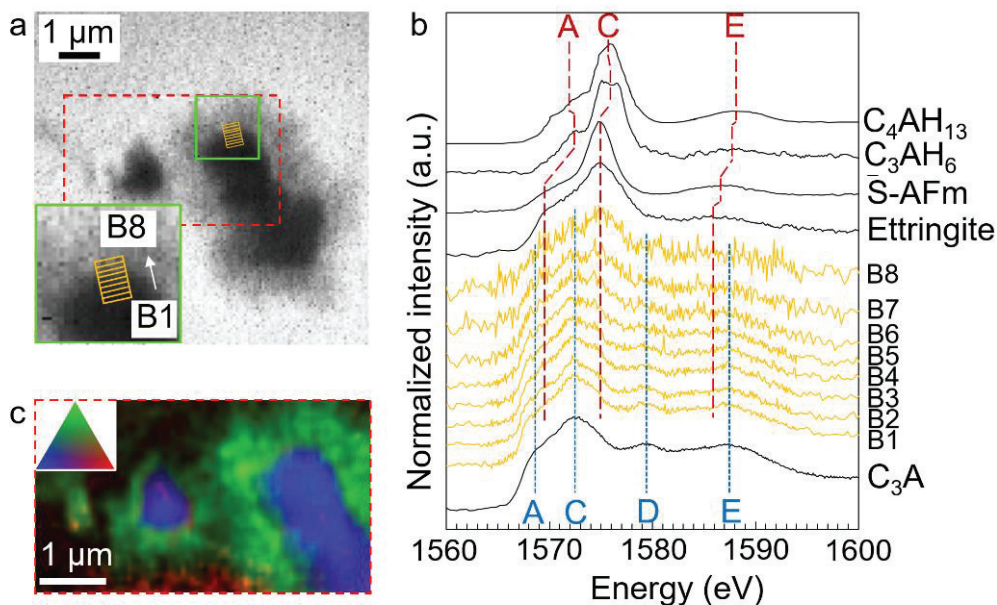 a
1 μm
B8
B1
b
A C E
C₄AH₁₃
C₃AH₆
S-AFm
Ettringite
B8
B7
B6
B5
B4
B3
B2
B1
C₃A
A C D E
Normalized intensity (a.u.)
1560 1570 1580 1590 1600
Energy (eV)
c
1 μm